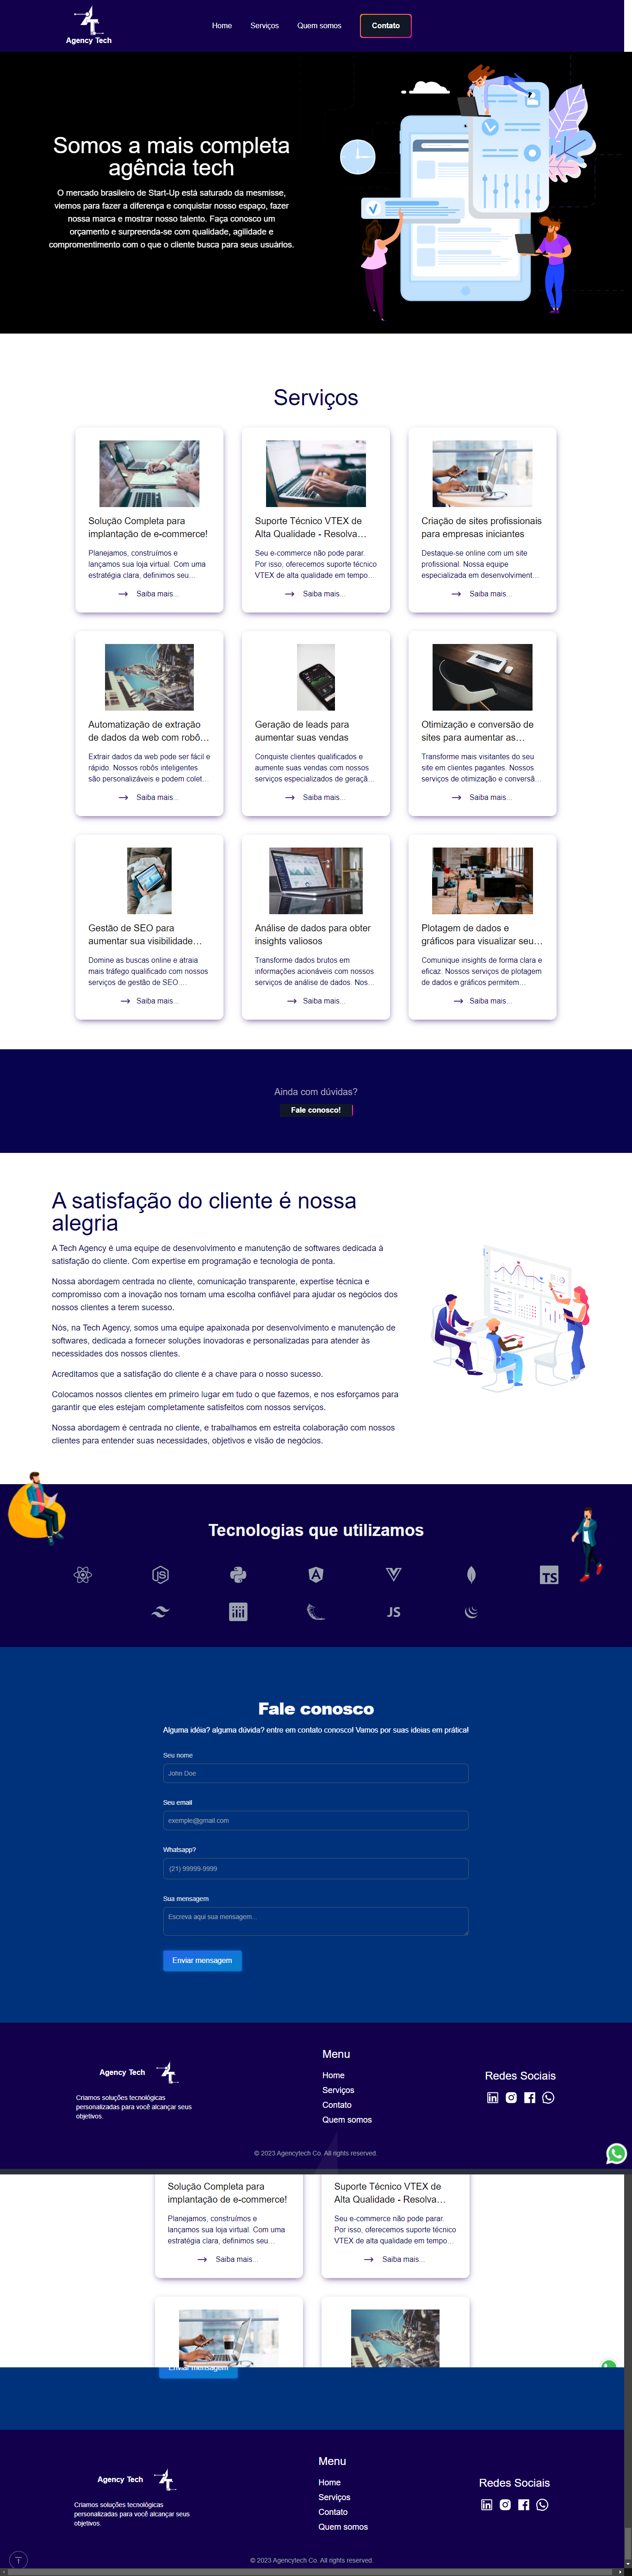 Agency Tech
Home
Serviços
Quem somos
Contato
Somos a mais completa
agência tech
O mercado brasileiro de Start-Up está saturado da mesmisse,
viemos para fazer a diferença e conquistar nosso espaço, fazer
nossa marca e mostrar nosso talento. Faça conosco um
orçamento e surpreenda-se com qualidade, agilidade e
compromentimento com o que o cliente busca para seus usuários.
Serviços
Solução Completa para
implantação de e-commerce!
Planejamos, construímos e
lançamos sua loja virtual. Com uma
estratégia clara, definimos seu...
Saiba mais...
Suporte Técnico VTEX de
Alta Qualidade - Resolva...
Seu e-commerce não pode parar.
Por isso, oferecemos suporte técnico
VTEX de alta qualidade em tempo...
Saiba mais...
Criação de sites profissionais
para empresas iniciantes
Destaque-se online com um site
profissional. Nossa equipe
especializada em desenvolviment...
Saiba mais...
Automatização de extração
de dados da web com robô...
Extrair dados da web pode ser fácil e
rápido. Nossos robôs inteligentes
são personalizáveis e podem colet...
Saiba mais...
Geração de leads para
aumentar suas vendas
Conquiste clientes qualificados e
aumente suas vendas com nossos
serviços especializados de geraçã...
Saiba mais...
Otimização e conversão de
sites para aumentar as...
Transforme mais visitantes do seu
site em clientes pagantes. Nossos
serviços de otimização e conversã...
Saiba mais...
Gestão de SEO para
aumentar sua visibilidade...
Domine as buscas online e atraia
mais tráfego qualificado com nossos
serviços de gestão de SEO....
Saiba mais...
Análise de dados para obter
insights valiosos
Transforme dados brutos em
informações acionáveis com nossos
serviços de análise de dados. Nos...
Saiba mais...
Plotagem de dados e
gráficos para visualizar seu...
Comunique insights de forma clara e
eficaz. Nossos serviços de plotagem
de dados e gráficos permitem...
Saiba mais...
Ainda com dúvidas?
Fale conosco!
A satisfação do cliente é nossa
alegria
A Tech Agency é uma equipe de desenvolvimento e manutenção de softwares dedicada à
satisfação do cliente. Com expertise em programação e tecnologia de ponta.
Nossa abordagem centrada no cliente, comunicação transparente, expertise técnica e
compromisso com a inovação nos tornam uma escolha confiável para ajudar os negócios dos
nossos clientes a terem sucesso.
Nós, na Tech Agency, somos uma equipe apaixonada por desenvolvimento e manutenção de
softwares, dedicada a fornecer soluções inovadoras e personalizadas para atender às
necessidades dos nossos clientes.
Acreditamos que a satisfação do cliente é a chave para o nosso sucesso.
Colocamos nossos clientes em primeiro lugar em tudo o que fazemos, e nos esforçamos para
garantir que eles estejam completamente satisfeitos com nossos serviços.
Nossa abordagem é centrada no cliente, e trabalhamos em estreita colaboração com nossos
clientes para entender suas necessidades, objetivos e visão de negócios.
Tecnologias que utilizamos
JS
TS
JS
Fale conosco
Alguma idéia? alguma dúvida? entre em contato conosco! Vamos por suas ideias em prática!
Seu nome
John Doe
Seu email
exemple@gmail.com
Whatsapp?
(21) 99999-9999
Sua mensagem
Escreva aqui sua mensagem...
Enviar mensagem
Agency Tech
Criamos soluções tecnológicas
personalizadas para você alcançar seus
objetivos.
Menu
Home
Serviços
Contato
Quem somos
Redes Sociais
© 2023 Agencytech Co. All rights reserved.
Solução Completa para
implantação de e-commerce!
Planejamos, construímos e
lançamos sua loja virtual. Com uma
estratégia clara, definimos seu...
Saiba mais...
Suporte Técnico VTEX de
Alta Qualidade - Resolva...
Seu e-commerce não pode parar.
Por isso, oferecemos suporte técnico
VTEX de alta qualidade em tempo...
Saiba mais...
Enviar mensagem
Agency Tech
Criamos soluções tecnológicas
personalizadas para você alcançar seus
objetivos.
Menu
Home
Serviços
Contato
Quem somos
Redes Sociais
© 2023 Agencytech Co. All rights reserved.